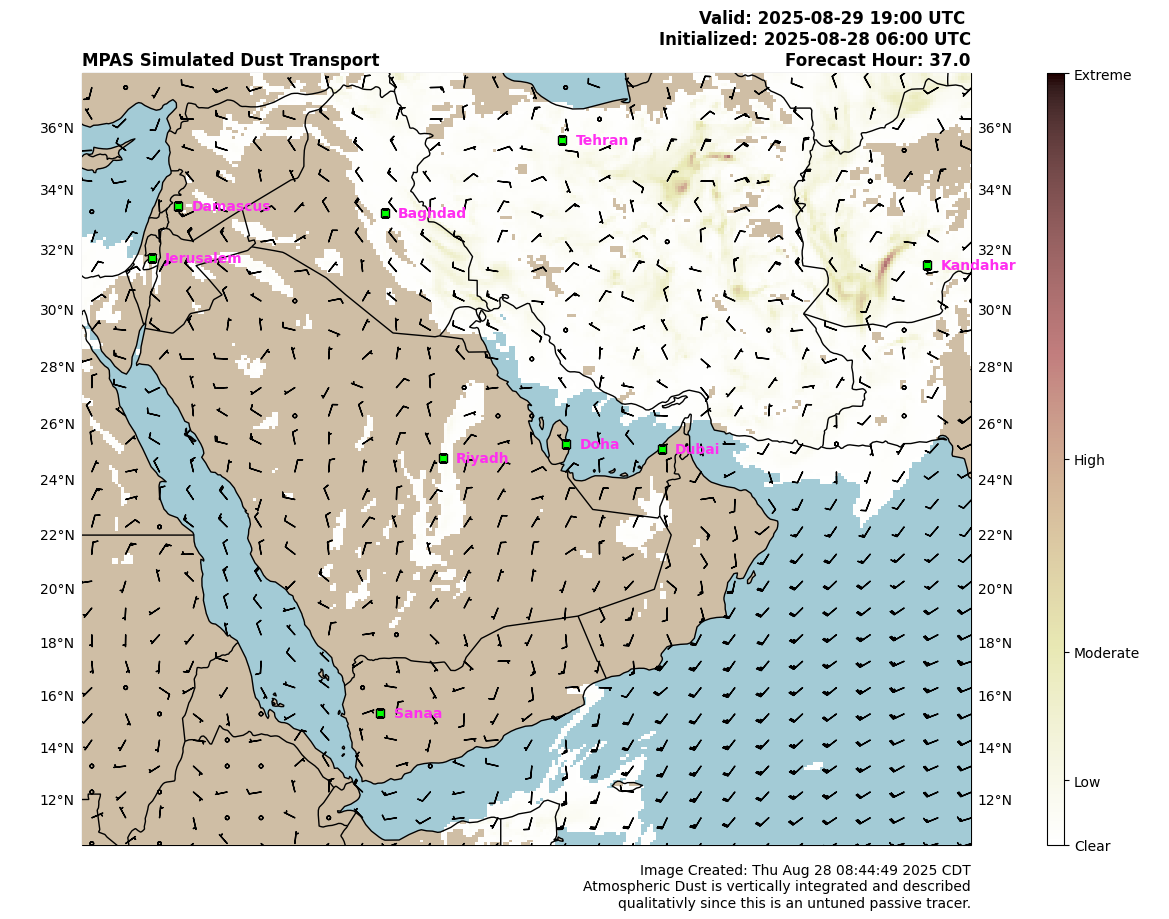 Valid: 2025-08-29 19:00 UTC
Initialized: 2025-08-28 06:00 UTC
MPAS Simulated Dust Transport
Forecast Hour: 37.0
Extreme
36°N
36°N
Tehran
34°N
34°N
Damascus
Baghdad
32°N
32°N
Jerusalem
Kandahar
30°N
30°N
28°N
28°N
26°N
26°N
Doha
Dubai
Riyadh
High
24°N
24°N
22°N
22°N
20°N
20°N
18°N
18°N
Moderate
16°N
16°N
Sanaa
14°N
14°N
Low
12°N
12°N
Clear
Image Created: Thu Aug 28 08:44:49 2025 CDT
Atmospheric Dust is vertically integrated and described
qualitativly since this is an untuned passive tracer.